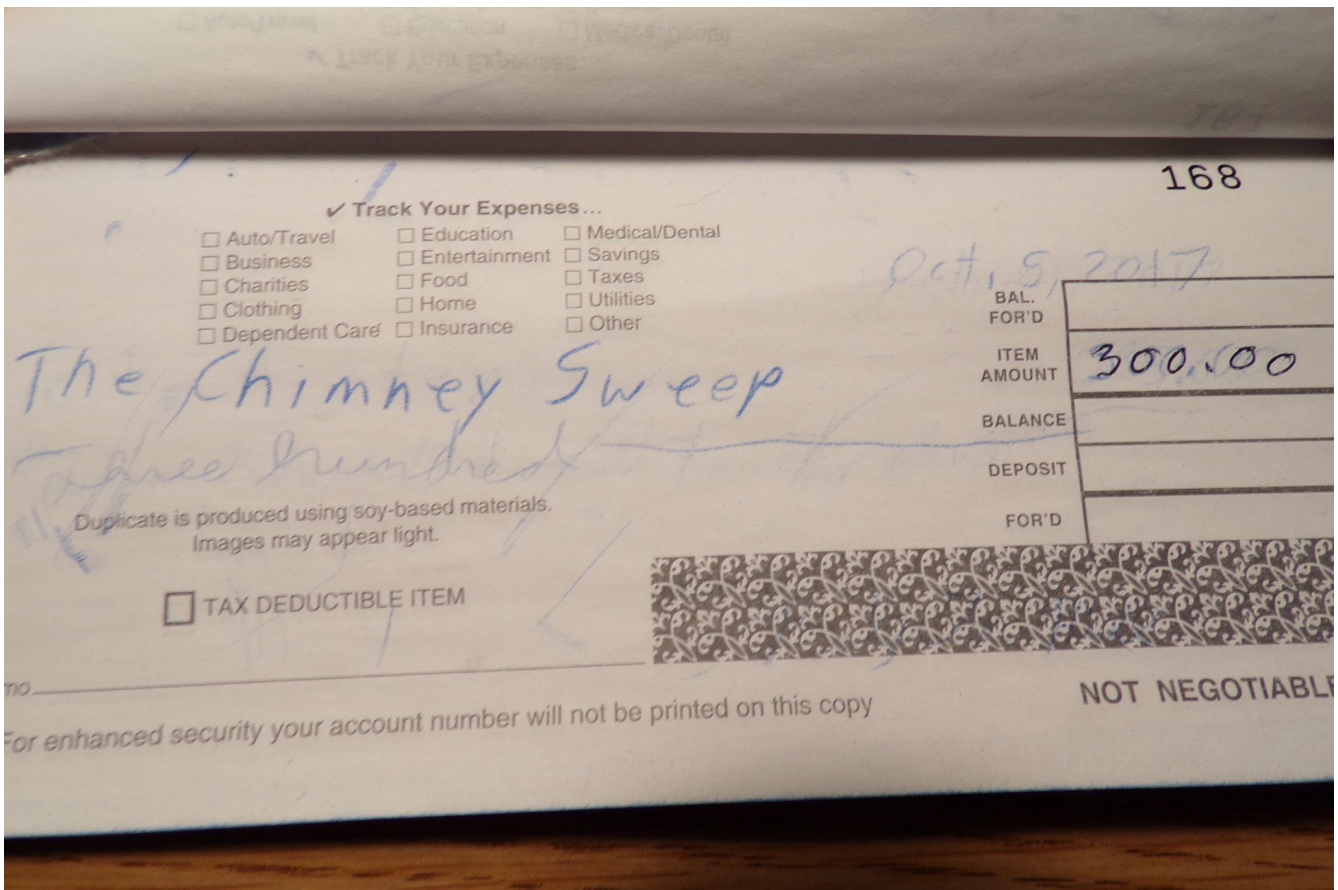 168
✓ Track Your Expenses...
☐ Auto/Travel ☐ Education ☐ Medical/Dental
☐ Business ☐ Entertainment ☐ Savings
☐ Charities ☐ Food ☐ Taxes
☐ Clothing ☐ Home ☐ Utilities
☐ Dependent Care ☐ Insurance ☐ Other
Oct. 5, 2017
BAL. FOR'D
ITEM AMOUNT 300.00
The Chimney Sweep
BALANCE
Three hundred
DEPOSIT
FOR'D
Duplicate is produced using soy-based materials.
Images may appear light.
☐ TAX DEDUCTIBLE ITEM
NOT NEGOTIABLE
For enhanced security your account number will not be printed on this copy